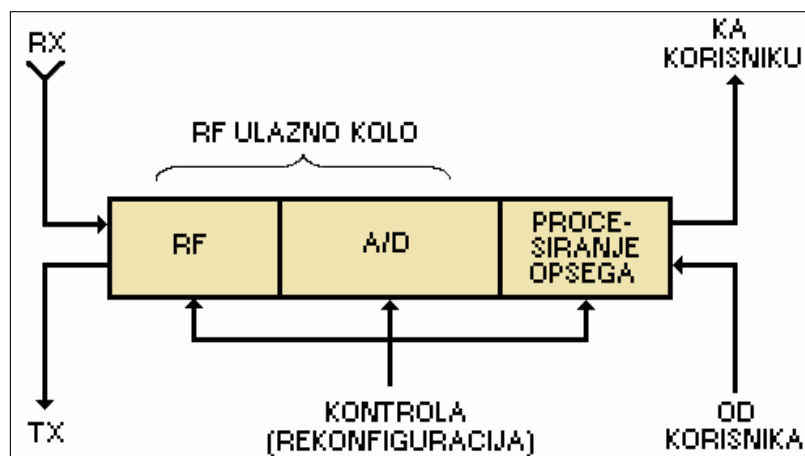 RX
KA
KORISNIKU
RF ULAZNO KOLO
RF
A/D
PROCE-
SIRANJE
OPSEGA
TX
KONTROLA
(REKONFIGURACIJA)
OD
KORISNIKA